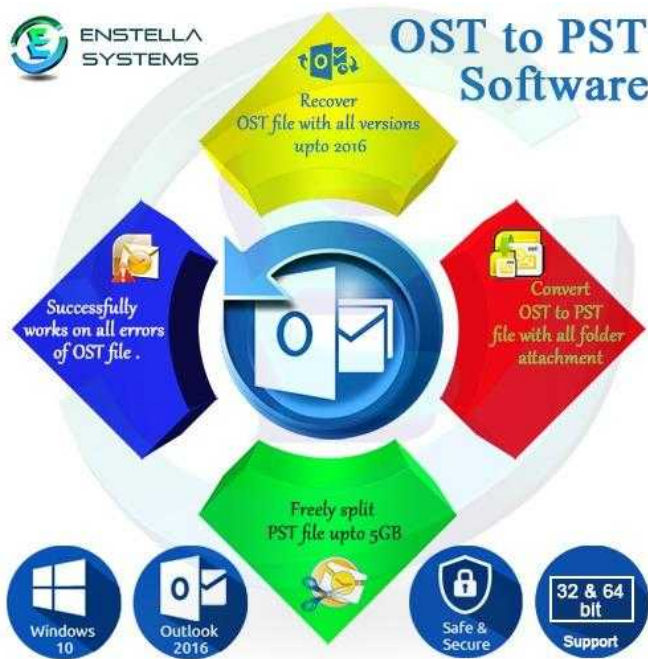 ENSTELLA
SYSTEMS
OST to PST
Software
Recover
OST file with all versions
upto 2016
Successfully
works on all errors
of OST file .
Convert
OST to PST
file with all folder
attachment
Freely split
PST file upto 5GB
Windows
10
Outlook
2016
Safe &
Secure
32 & 64
bit
Support